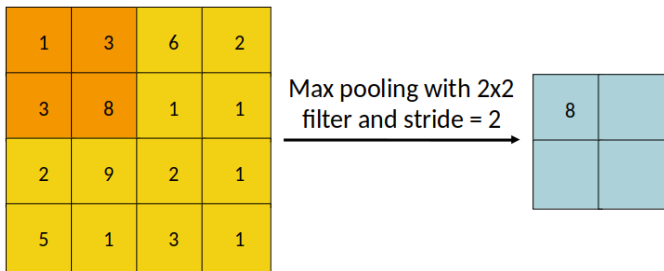 1 3 6 2
Max pooling with 2x2
filter and stride = 2
3 8 1 1
8
2 9 2 1
5 1 3 1